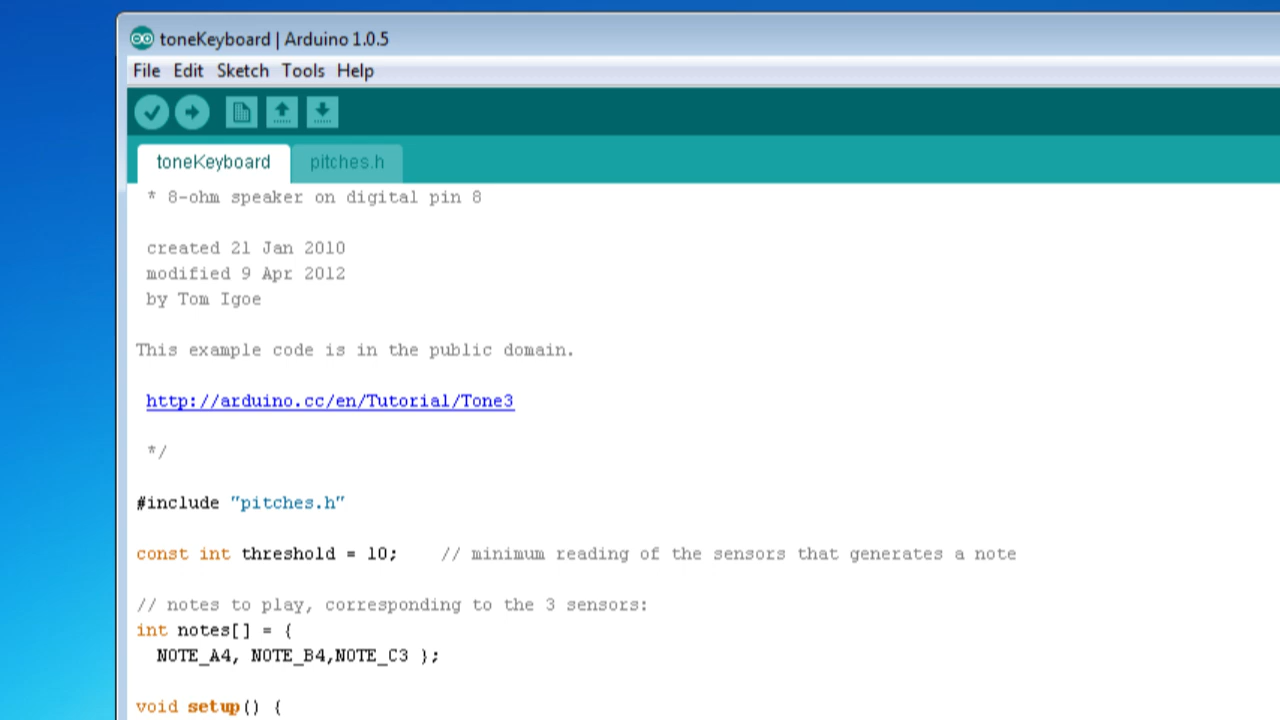 toneKeyboard | Arduino 1.0.5
File Edit Sketch Tools Help
toneKeyboard pitches.h
* 8-ohm speaker on digital pin 8
created 21 Jan 2010
modified 9 Apr 2012
by Tom Igoe
This example code is in the public domain.
http://arduino.cc/en/Tutorial/Tone3
*/
#include "pitches.h"
const int threshold = 10;    // minimum reading of the sensors that generates a note
// notes to play, corresponding to the 3 sensors:
int notes[] = {
NOTE_A4, NOTE_B4,NOTE_C3 };
void setup() {